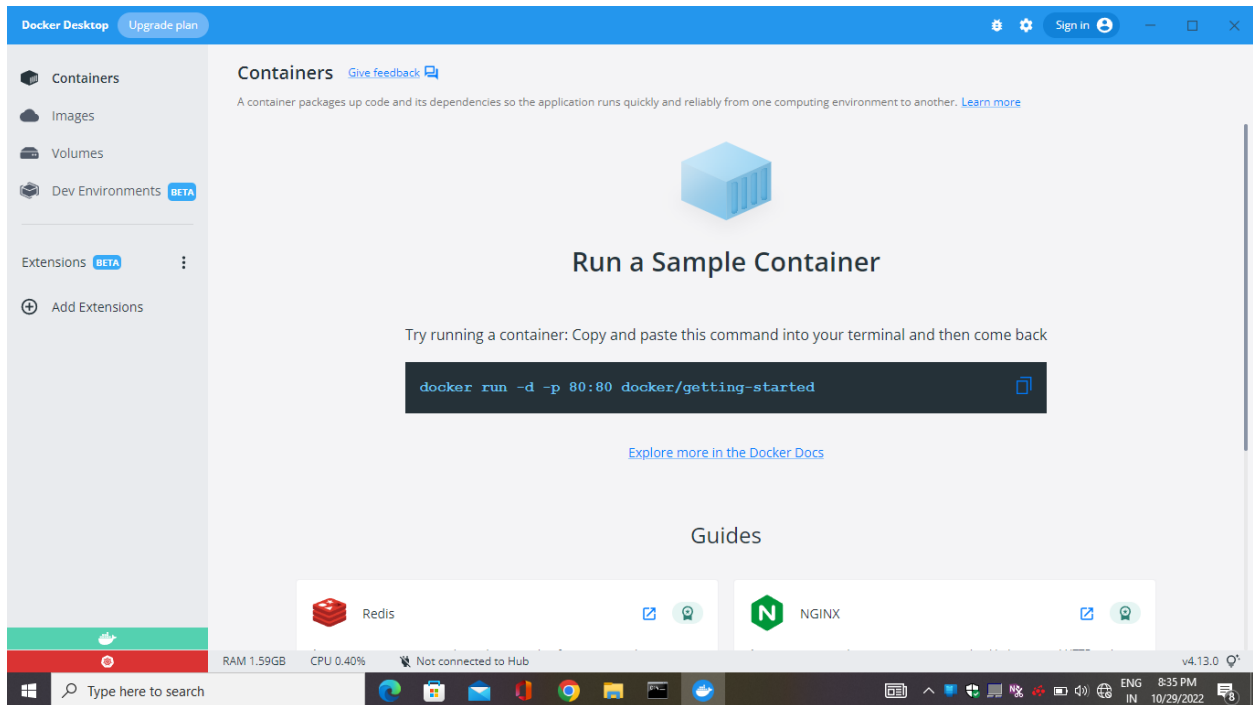 Docker Desktop Upgrade plan Sign in
Containers
Images
Volumes
Dev Environments BETA
Extensions BETA
Add Extensions
Containers Give feedback
A container packages up code and its dependencies so the application runs quickly and reliably from one computing environment to another. Learn more
Run a Sample Container
Try running a container: Copy and paste this command into your terminal and then come back
docker run -d -p 80:80 docker/getting-started
Explore more in the Docker Docs
Guides
Redis
N NGINX
RAM 1.59GB CPU 0.40% Not connected to Hub v4.13.0
Type here to search
ENG 8:35 PM
IN 10/29/2022 8